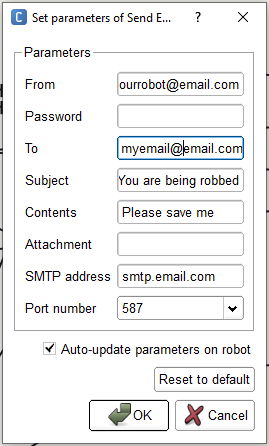 Set parameters of Send E...
Parameters
From ourrobot@email.com
Password
To myemail@email.com
Subject You are being robbed
Contents Please save me
Attachment
SMTP address smtp.email.com
Port number 587
Auto-update parameters on robot
Reset to default
OK Cancel